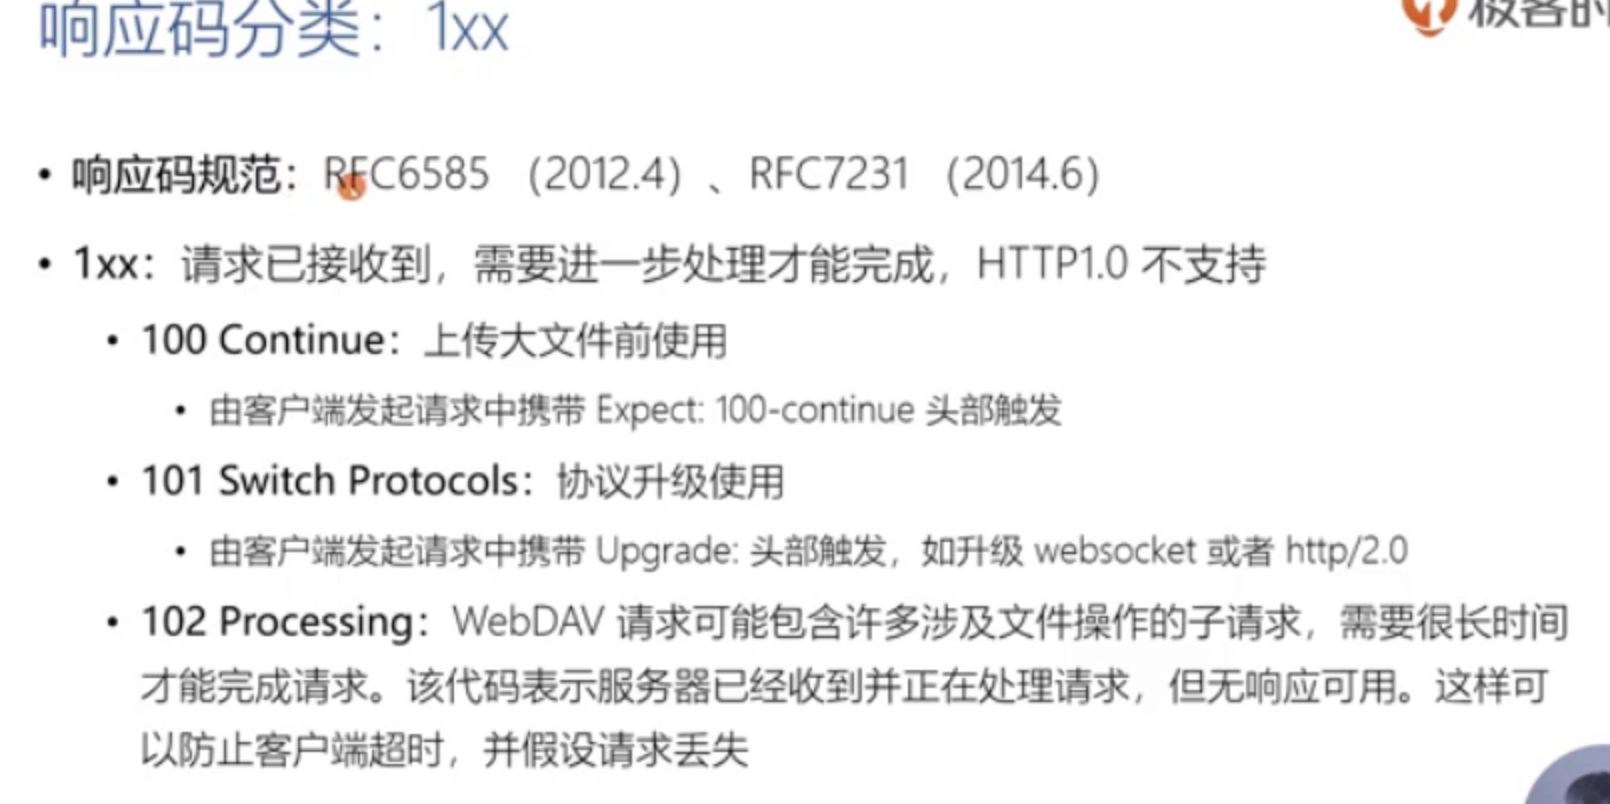 响应码分类：1xx
极客时
• 响应码规范：RFC6585 （2012.4）、RFC7231 （2014.6）
• 1xx：请求已接收到，需要进一步处理才能完成，HTTP1.0 不支持
• 100 Continue：上传大文件前使用
• 由客户端发起请求中携带 Expect: 100-continue 头部触发
• 101 Switch Protocols：协议升级使用
• 由客户端发起请求中携带 Upgrade: 头部触发，如升级 websocket 或者 http/2.0
• 102 Processing：WebDAV 请求可能包含许多涉及文件操作的子请求，需要很长时间
才能完成请求。该代码表示服务器已经收到并正在处理请求，但无响应可用。这样可
以防止客户端超时，并假设请求丢失